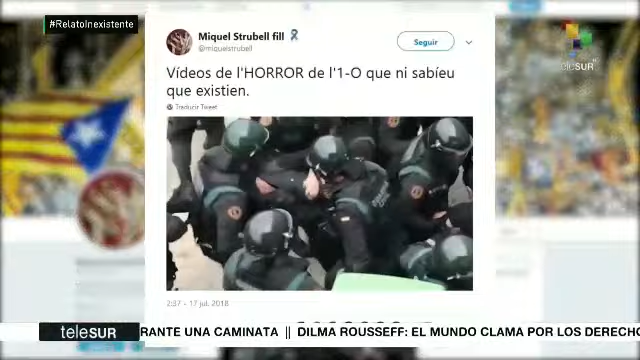 #RelatoInexistente
Miquel Strubell fill
@miquelstrubell
Seguir
teleSUR
Vídeos de l'HORROR de l'1-O que ni sabíeu
que existien.
Traducir Tweet
2:37 - 17 jul. 2018
teleSUR
RANTE UNA CAMINATA || DILMA ROUSSEFF: EL MUNDO CLAMA POR LOS DERECHO